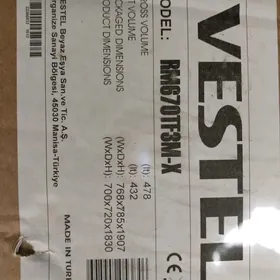 VESTEL
MODEL: RM670TF3M-X
OSS VOLUME (lt) 478
T VOLUME (lt) 432
CKAGED DIMENSIONS (WxDxH): 768x785x1907
ODUCT DIMENSIONS (WxDxH): 700x720x1830
ESTEL Beyaz Eşya San.ve Tic. A.Ş.
rganize Sanayi Bölgesi, 45030 Manisa-Türkiye
MADE IN TUR